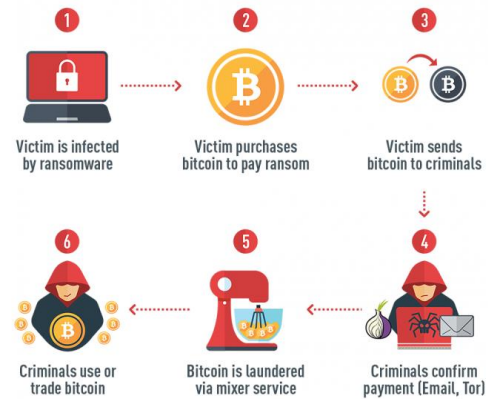 1
2
3
Victim is infected
by ransomware
Victim purchases
bitcoin to pay ransom
Victim sends
bitcoin to criminals
6
5
4
Criminals use or
trade bitcoin
Bitcoin is laundered
via mixer service
Criminals confirm
payment (Email, Tor)